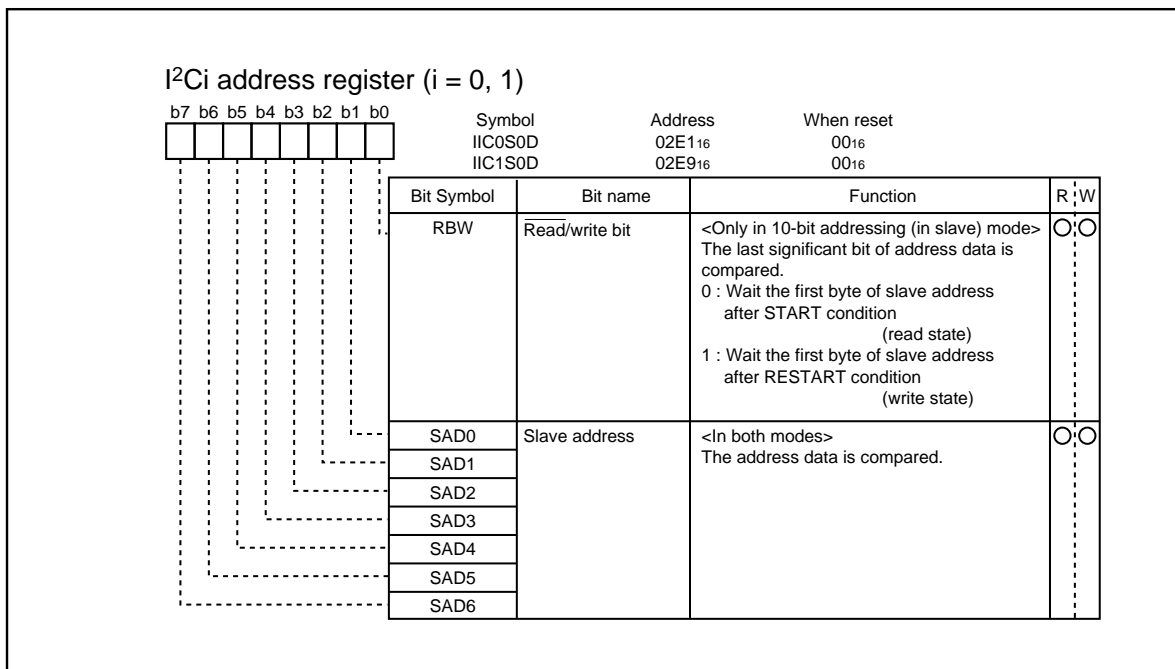 I²Ci address register (i = 0, 1)
b7 b6 b5 b4 b3 b2 b1 b0
Symbol Address When reset
IIC0S0D 02E1₁₆ 00₁₆
IIC1S0D 02E9₁₆ 00₁₆
Bit Symbol Bit name Function R W
RBW Read/write bit <Only in 10-bit addressing (in slave) mode>
The last significant bit of address data is
compared.
0 : Wait the first byte of slave address
after START condition
(read state)
1 : Wait the first byte of slave address
after RESTART condition
(write state)
SAD0 Slave address <In both modes>
SAD1 The address data is compared.
SAD2
SAD3
SAD4
SAD5
SAD6